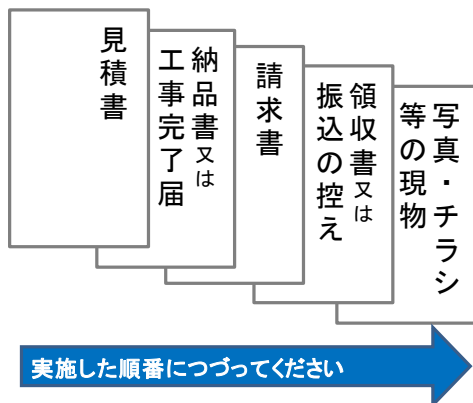 見積書
納品書又は
工事完了届
請求書
領収書又は
振込の控え
写真・チラシ
等の現物
実施した順番につづってください